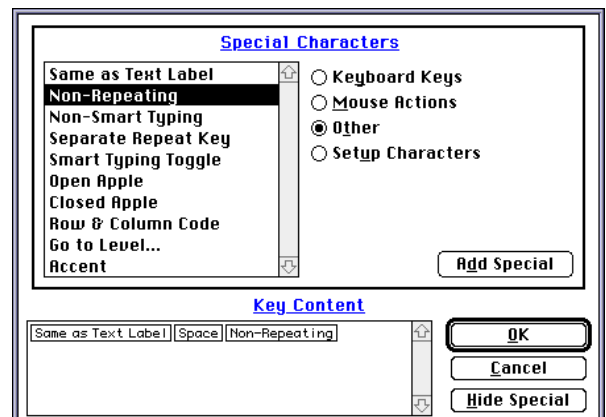 Special Characters
Same as Text Label
Non-Repeating
Non-Smart Typing
Separate Repeat Key
Smart Typing Toggle
Open Apple
Closed Apple
Row & Column Code
Go to Level...
Accent
Keyboard Keys
Mouse Actions
Other
Setup Characters
Add Special
Key Content
Same as Text Label Space Non-Repeating
OK
Cancel
Hide Special